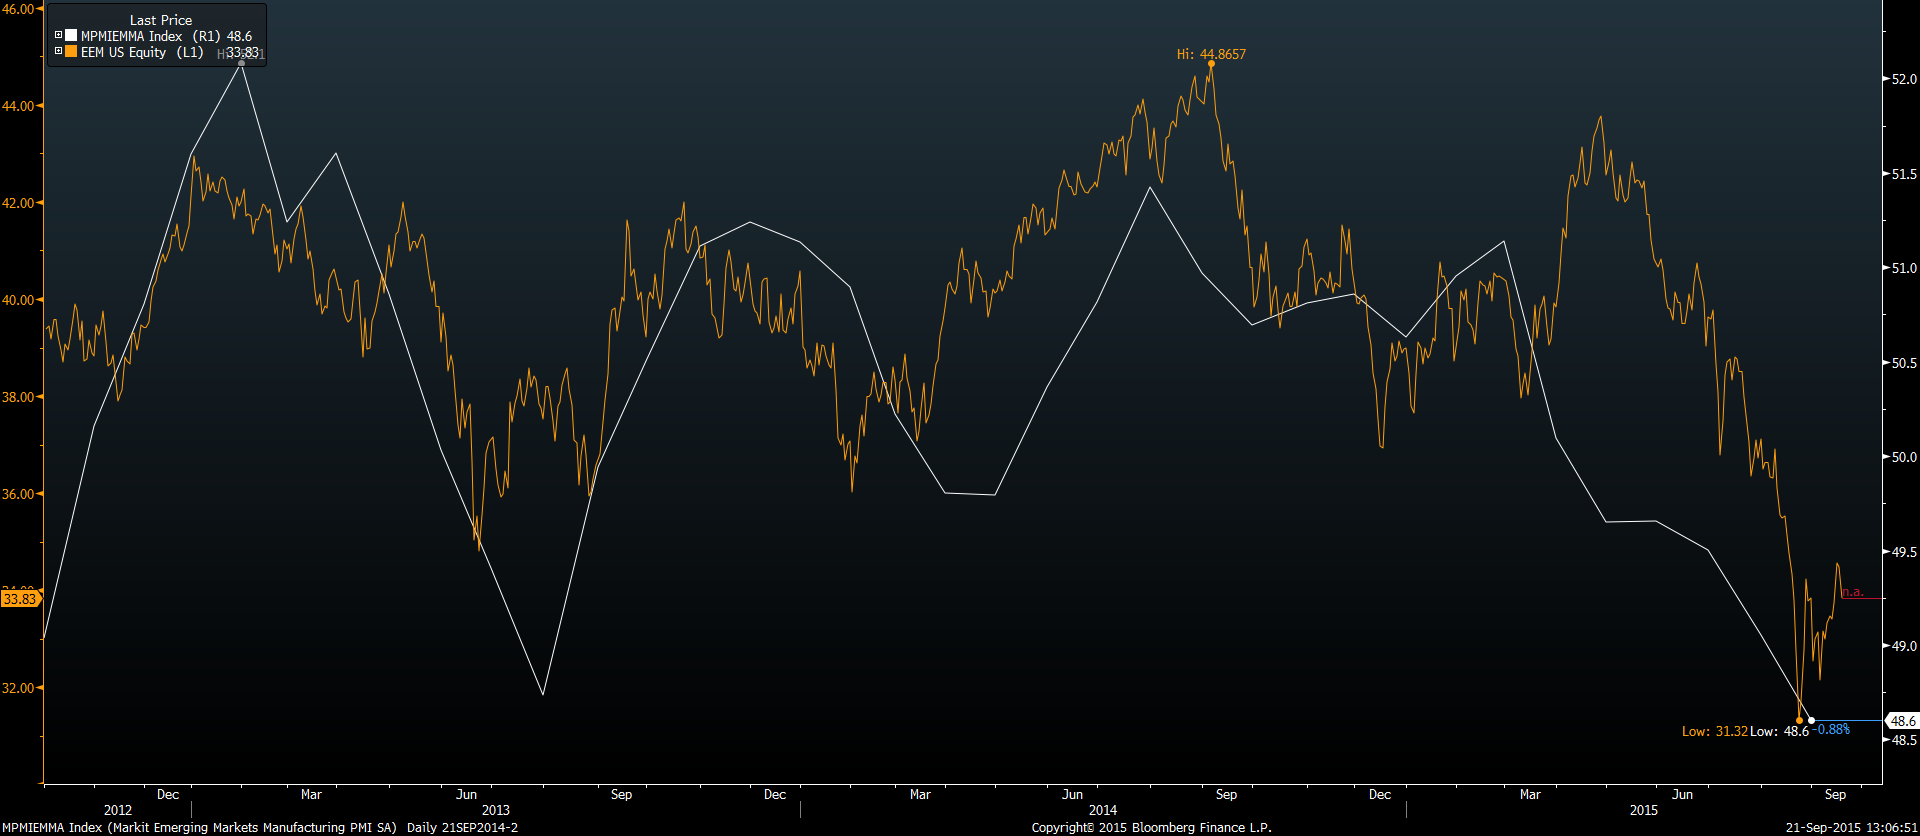 Last Price
MPMIEMMA Index (R1) 48.6
EEM US Equity (L1) 33.83
Hi: 44.8657
46.00
44.00
42.00
40.00
38.00
36.00
34.00
33.83
32.00
52.0
51.5
51.0
50.5
50.0
49.5
49.0
48.6
48.5
n.a.
Low: 31.32 Low: 48.6 -0.88%
Dec Mar Jun Sep Dec Mar Jun Sep Dec Mar Jun Sep
2012 2013 2014 2015
MPMIEMMA Index (Markit Emerging Markets Manufacturing PMI SA) Daily 21SEP2014-2 Copyright© 2015 Bloomberg Finance L.P. 21-Sep-2015 13:06:51